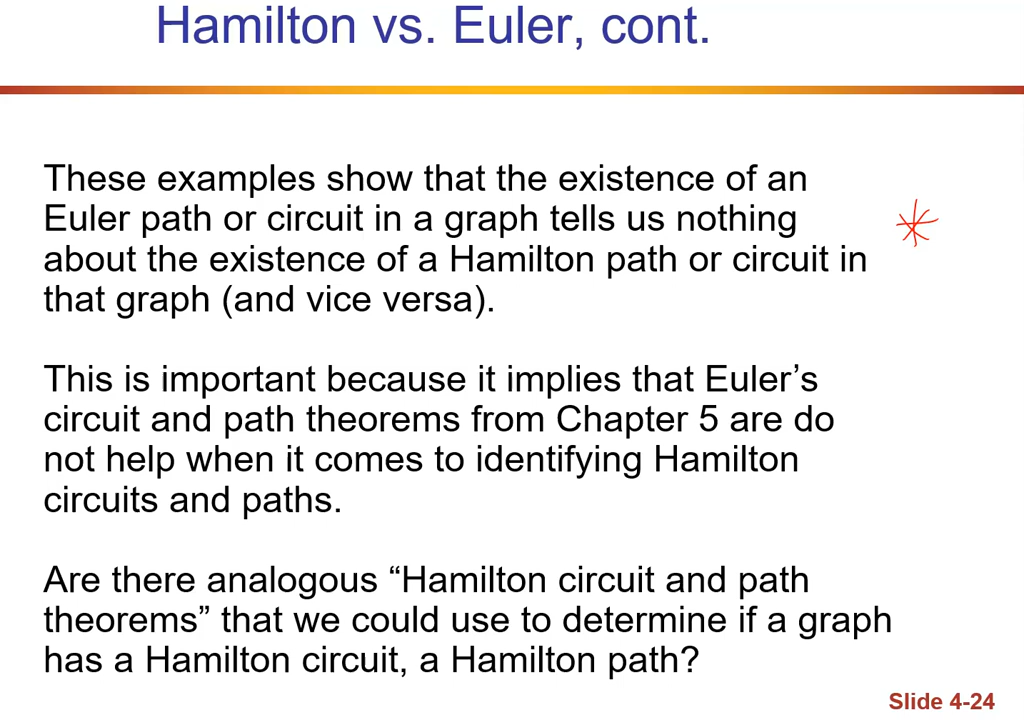 Hamilton vs. Euler, cont.
These examples show that the existence of an
Euler path or circuit in a graph tells us nothing
about the existence of a Hamilton path or circuit in
that graph (and vice versa).
This is important because it implies that Euler’s
circuit and path theorems from Chapter 5 are do
not help when it comes to identifying Hamilton
circuits and paths.
Are there analogous “Hamilton circuit and path
theorems” that we could use to determine if a graph
has a Hamilton circuit, a Hamilton path?
Slide 4-24